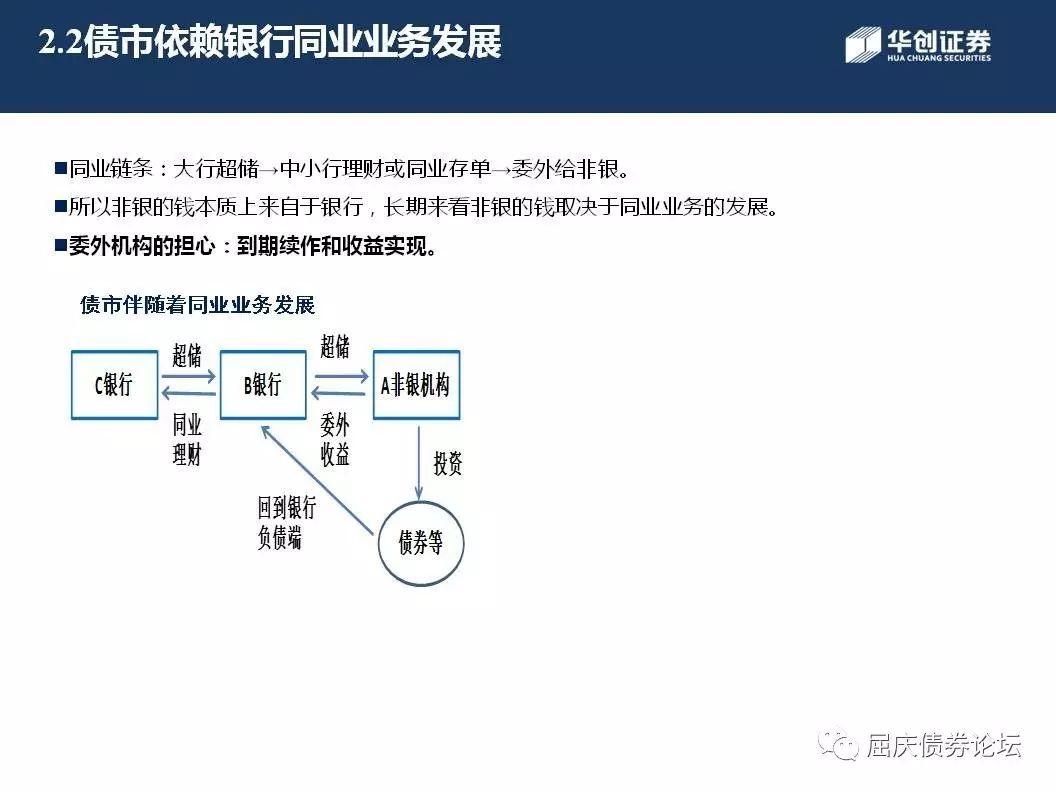 2.2债市依赖银行同业业务发展
华创证券
HUA CHUANG SECURITIES
■同业链条：大行超储→中小行理财或同业存单→委外给非银。
■所以非银的钱本质上来自于银行，长期来看非银的钱取决于同业业务的发展。
■委外机构的担心：到期续作和收益实现。
债市伴随着同业业务发展
超储
超储
C银行
B银行
A非银机构
同业
理财
委外
收益
投资
回到银行
负债端
债券等
屈庆债券论坛